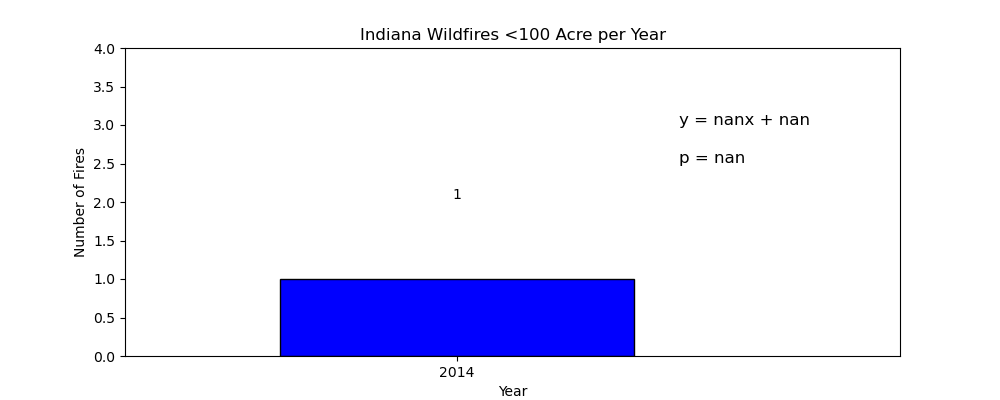 Indiana Wildfires <100 Acre per Year
4.0
3.5
3.0
2.5
2.0
1.5
1.0
0.5
0.0
Number of Fires
y = nanx + nan
p = nan
1
2014
Year